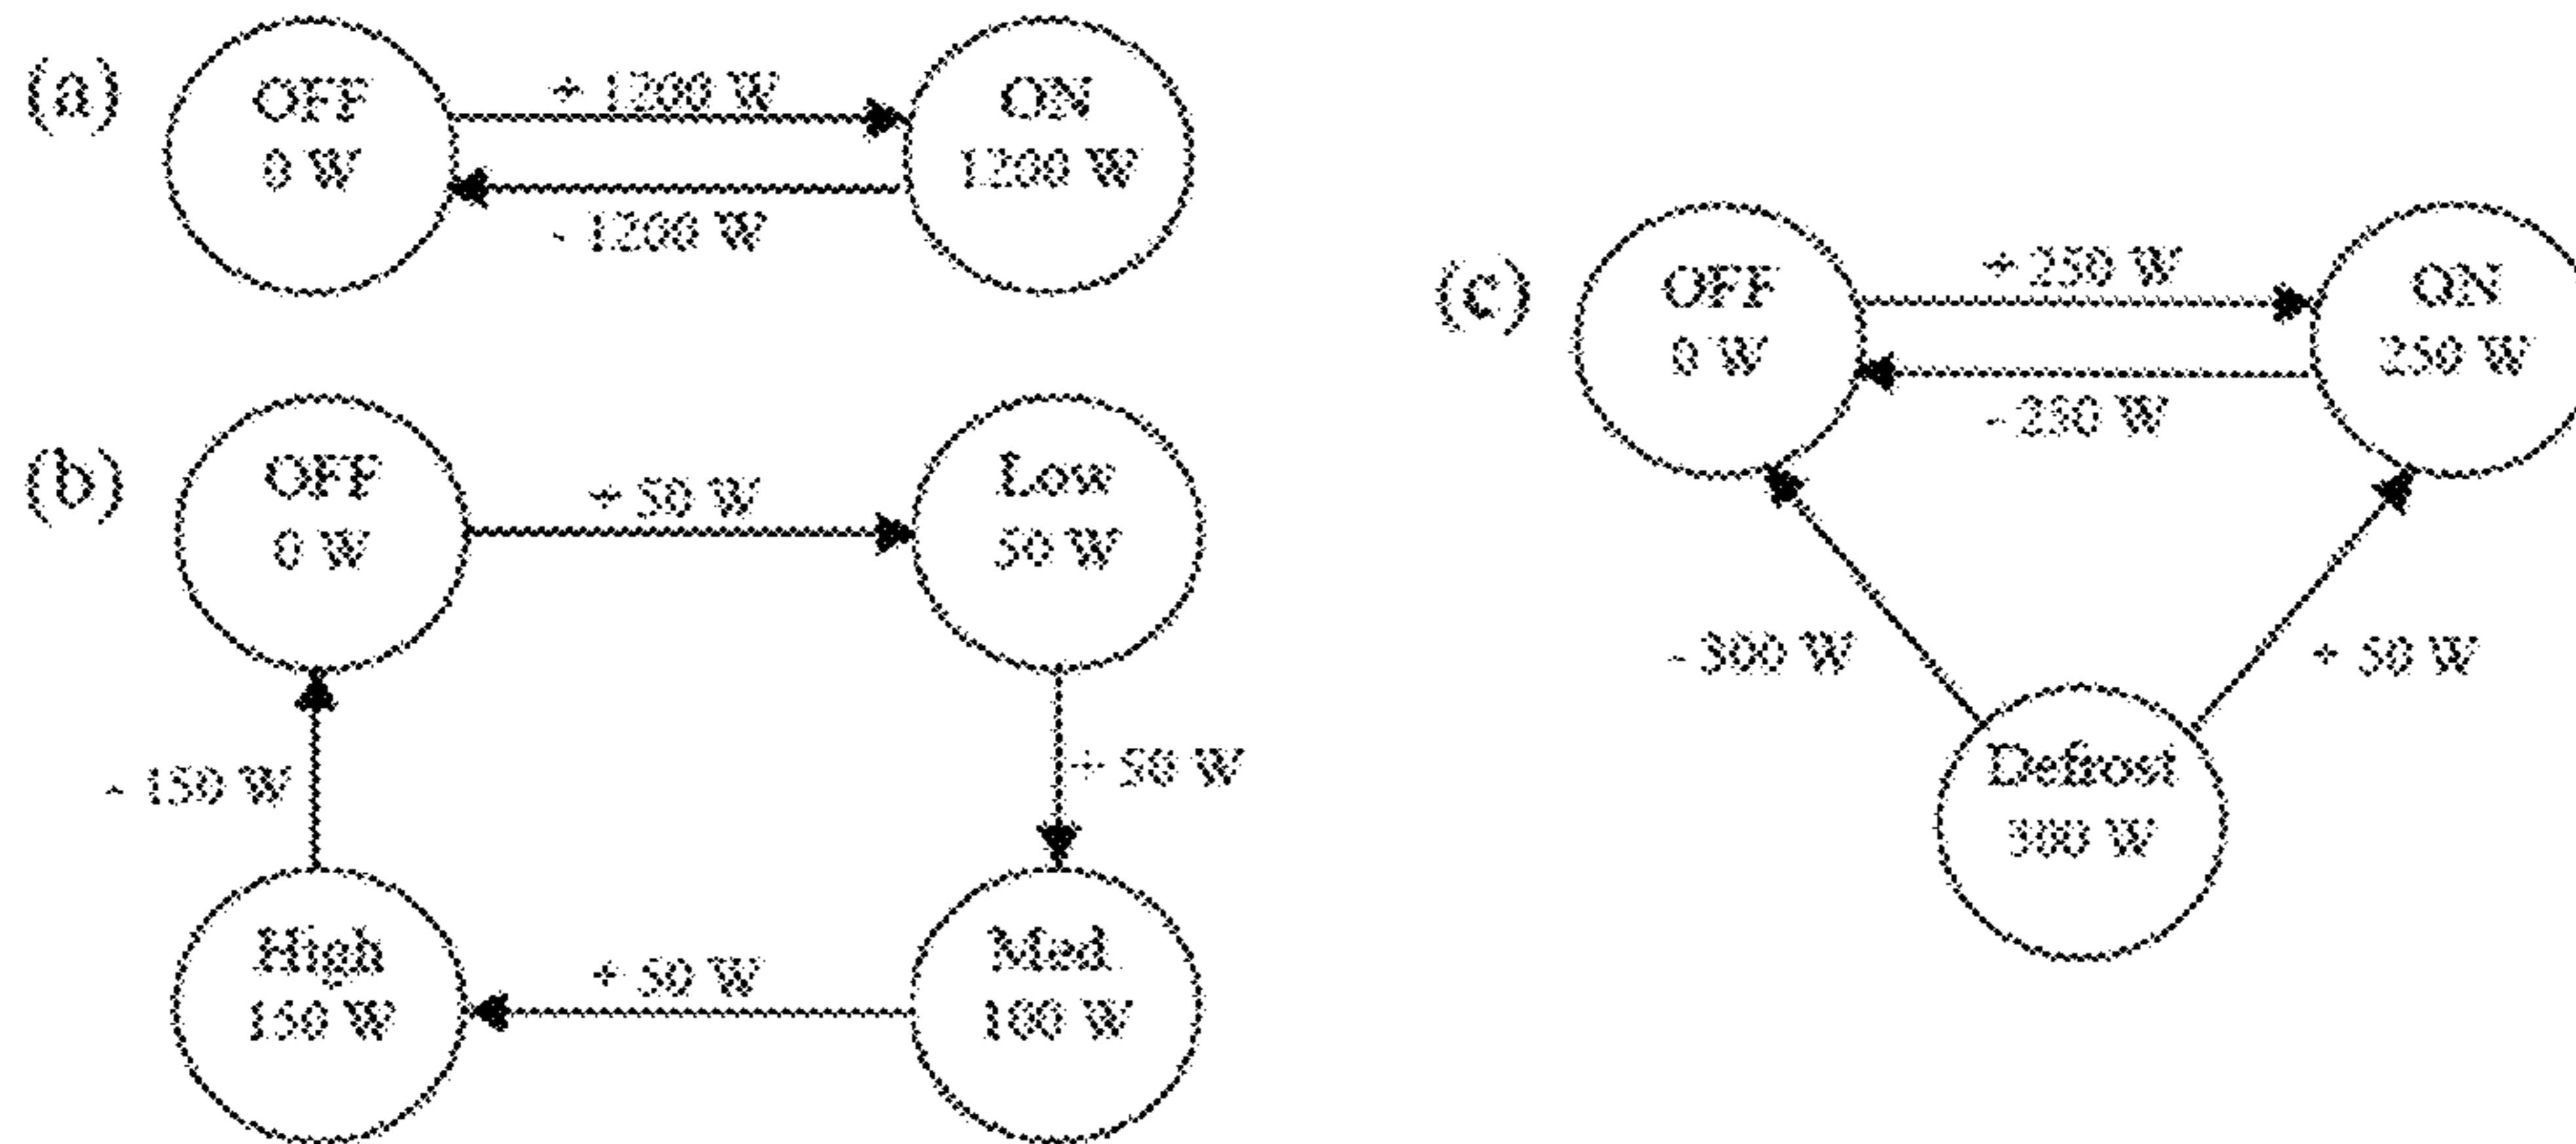 (a)
OFF
0 W
+ 1200 W
- 1200 W
ON
1200 W
(b)
OFF
0 W
+ 50 W
Low
50 W
+ 50 W
Med.
100 W
+ 50 W
High
150 W
- 150 W
(c)
OFF
0 W
+ 250 W
- 250 W
ON
250 W
- 300 W
+ 50 W
Defrost
300 W